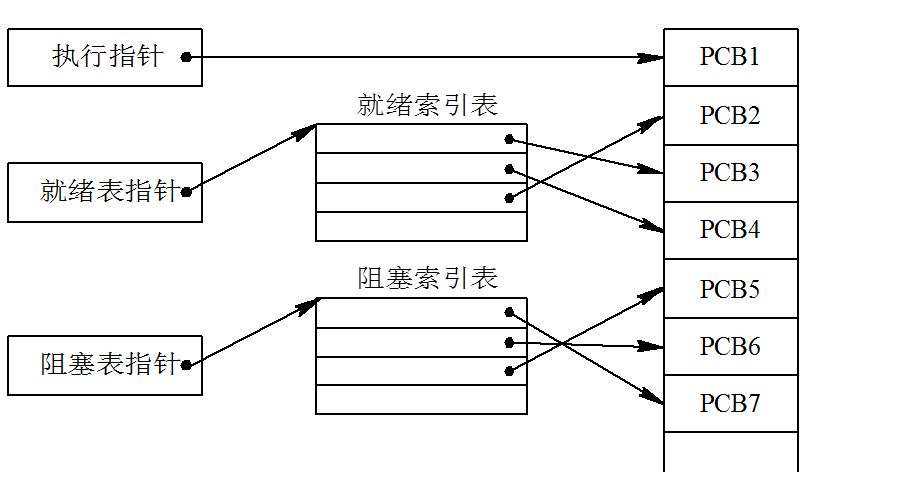 执行指针
就绪索引表
就绪表指针
阻塞索引表
阻塞表指针
PCB1
PCB2
PCB3
PCB4
PCB5
PCB6
PCB7